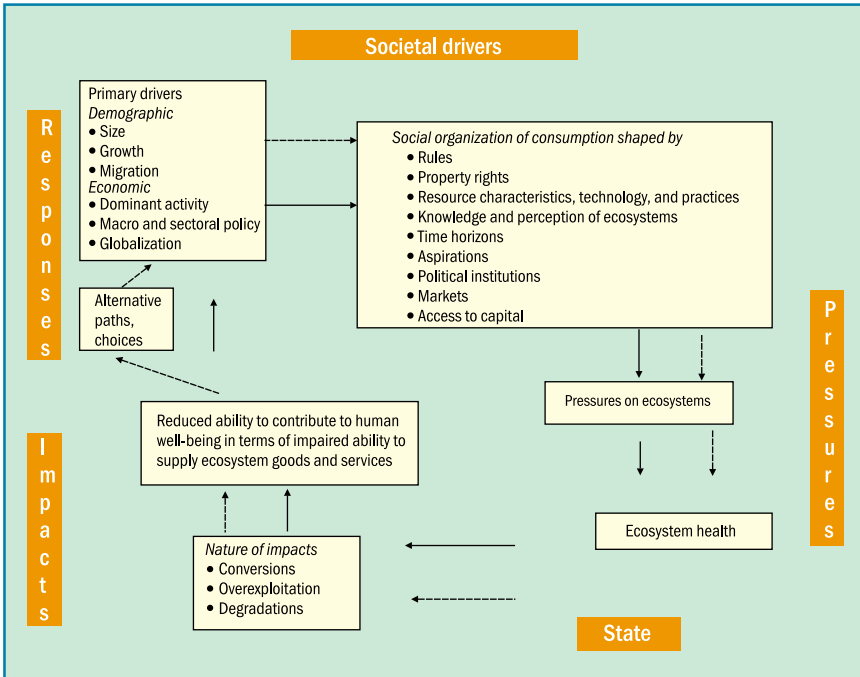 Societal drivers
Responses
Primary drivers
Demographic
● Size
● Growth
● Migration
Economic
● Dominant activity
● Macro and sectoral policy
● Globalization
Social organization of consumption shaped by
● Rules
● Property rights
● Resource characteristics, technology, and practices
● Knowledge and perception of ecosystems
● Time horizons
● Aspirations
● Political institutions
● Markets
● Access to capital
Alternative
paths,
choices
Pressures
Pressures on ecosystems
Impacts
Reduced ability to contribute to human
well-being in terms of impaired ability to
supply ecosystem goods and services
Ecosystem health
Nature of impacts
● Conversions
● Overexploitation
● Degradations
State